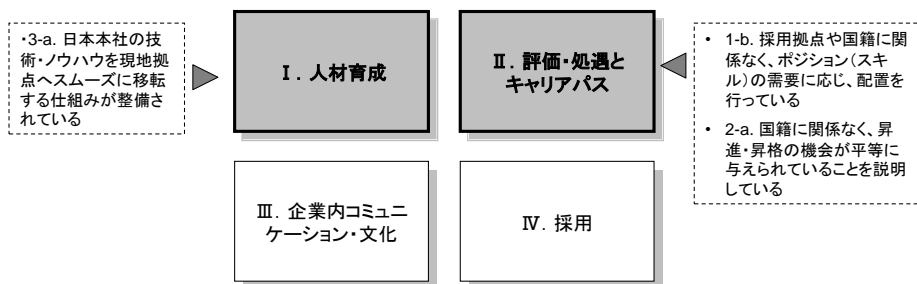 ・3-a. 日本本社の技
術・ノウハウを現地拠
点へスムーズに移転
する仕組みが整備さ
れている
Ⅰ. 人材育成
Ⅱ. 評価・処遇と
キャリアパス
• 1-b. 採用拠点や国籍に関
係なく、ポジション(スキ
ル)の需要に応じ、配置を
行っている
• 2-a. 国籍に関係なく、昇
進・昇格の機会が平等に
与えられていることを説明
している
Ⅲ. 企業内コミュニ
ケーション・文化
Ⅳ. 採用